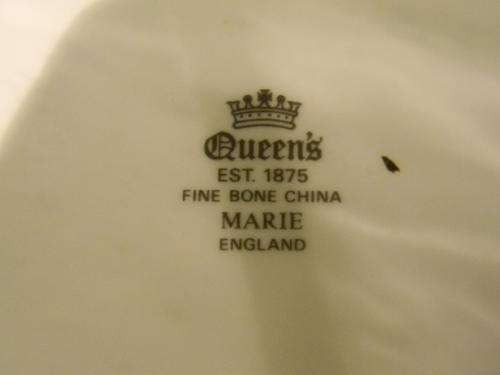 Queen's
EST. 1875
FINE BONE CHINA
MARIE
ENGLAND